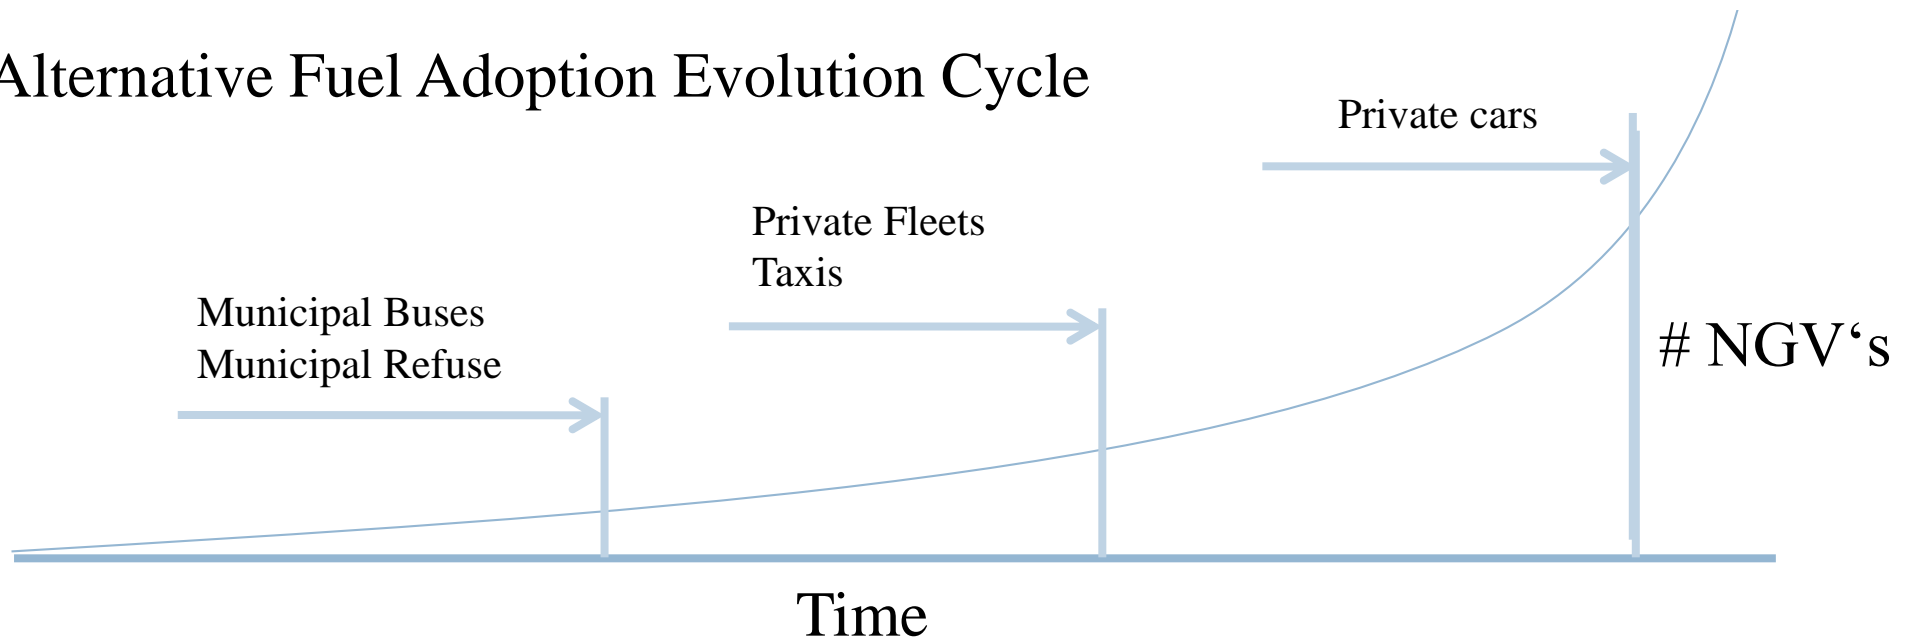 Alternative Fuel Adoption Evolution Cycle
Private cars
Private Fleets
Taxis
Municipal Buses
Municipal Refuse
# NGV‘s
Time